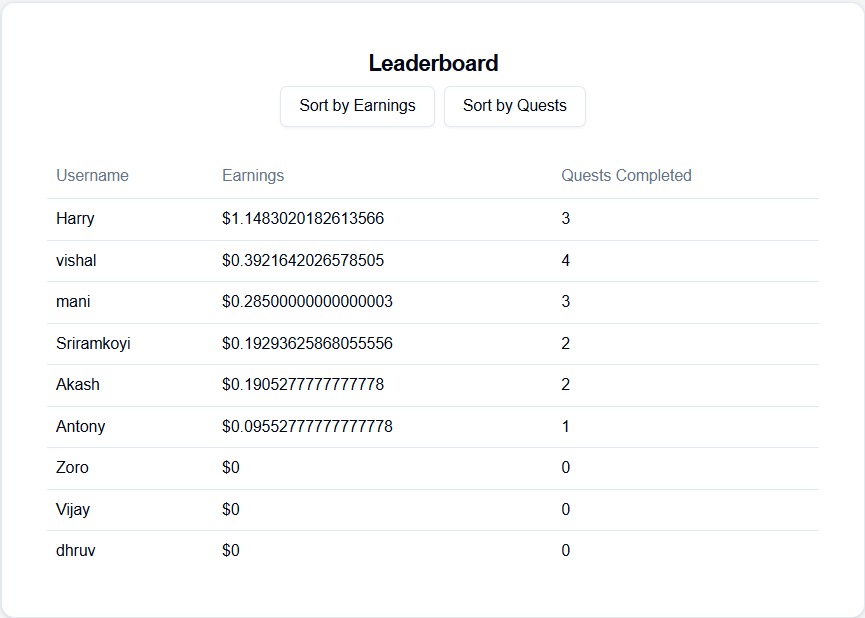 Leaderboard
Sort by Earnings Sort by Quests
Username Earnings Quests Completed
Harry $1.1483020182613566 3
vishal $0.3921642026578505 4
mani $0.28500000000000003 3
Sriramkoyi $0.19293625868055556 2
Akash $0.1905277777777778 2
Antony $0.09552777777777778 1
Zoro $0 0
Vijay $0 0
dhruv $0 0